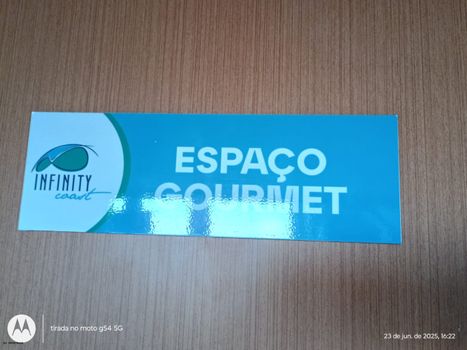 ESPAÇO
GOURMET
INFINITY
coast
tirada no moto g54 5G
23 de jun. de 2025, 16:22